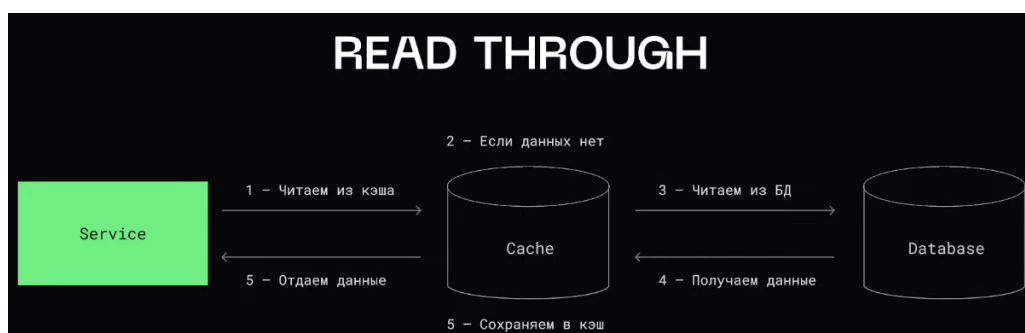 READ THROUGH
2 – Если данных нет
1 – Читаем из кэша
3 – Читаем из БД
Service
Cache
Database
5 – Отдаем данные
4 – Получаем данные
5 – Сохраняем в кэш